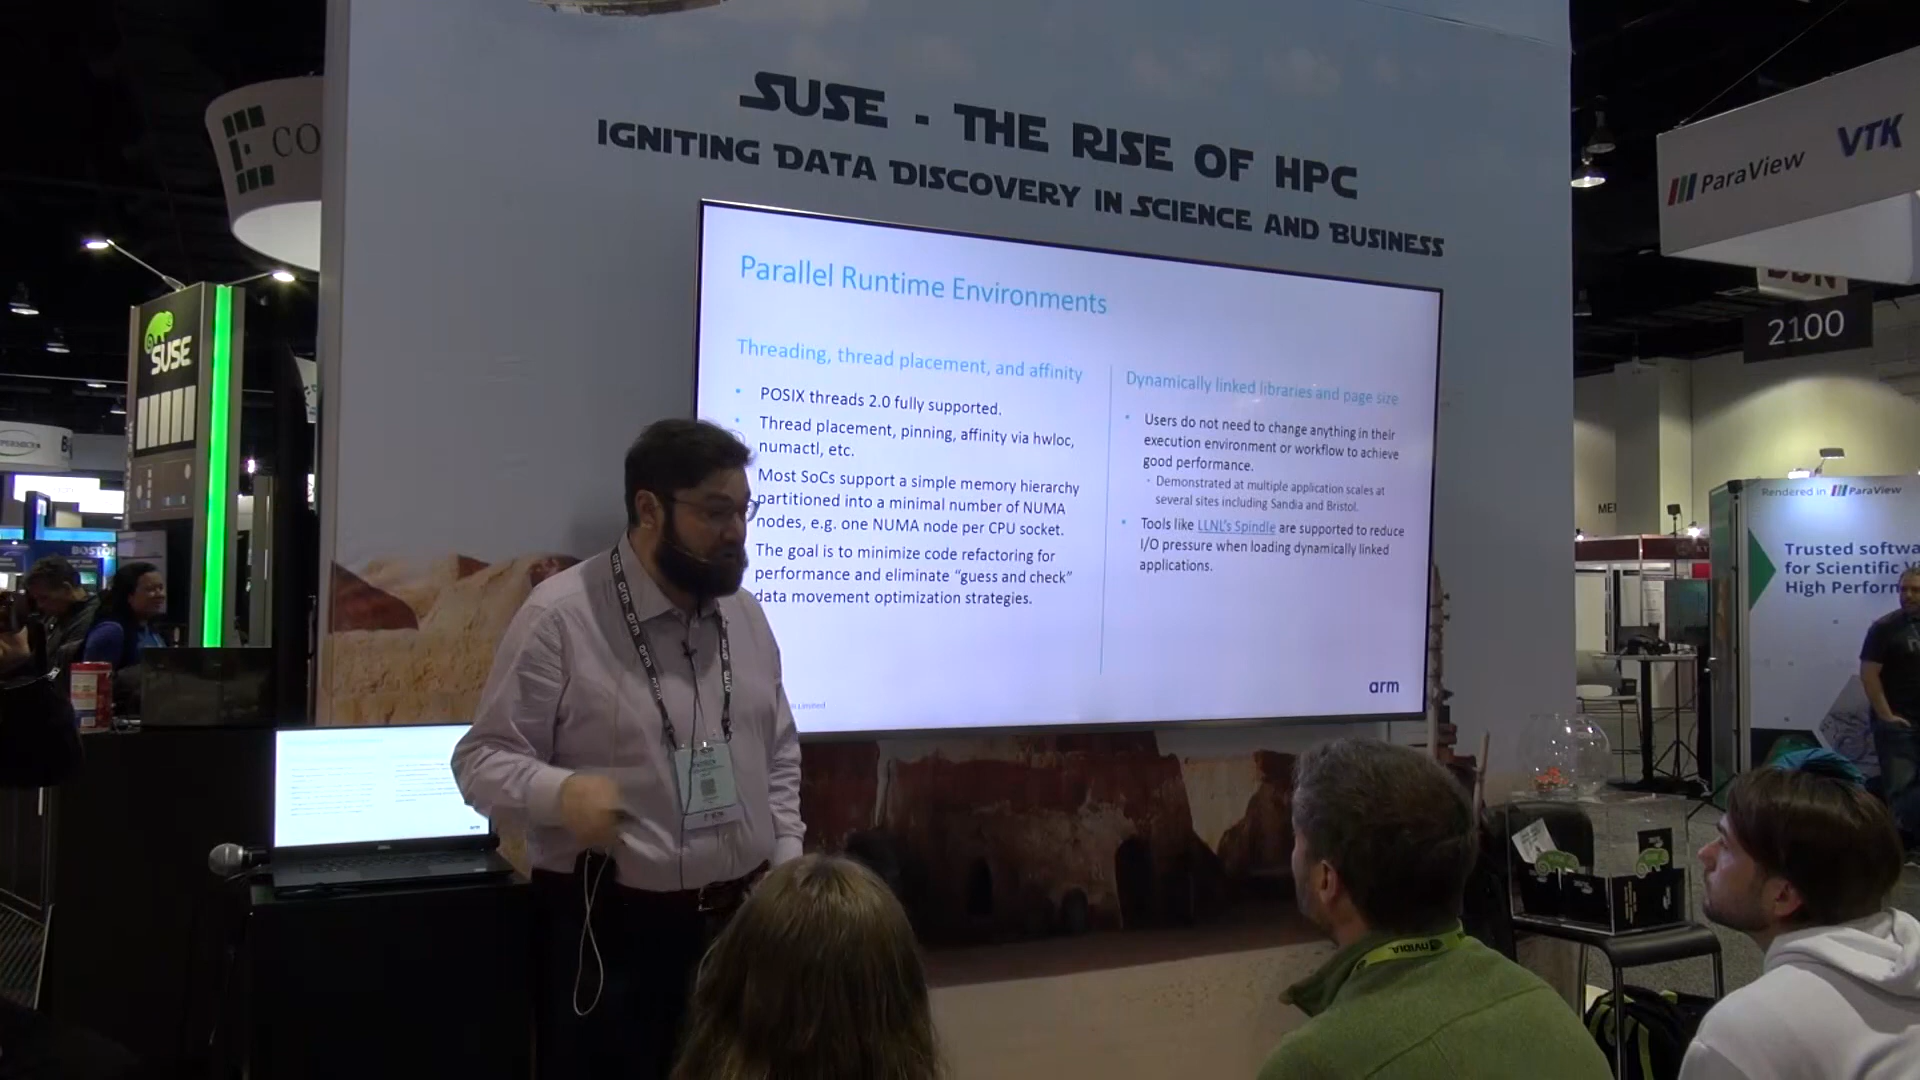 SUSE - THE RISE OF HPC
IGNITING DATA DISCOVERY IN SCIENCE AND BUSINESS
Parallel Runtime Environments
Threading, thread placement, and affinity
POSIX threads 2.0 fully supported.
Thread placement, pinning, affinity via hwloc,
numactl, etc.
Most SoCs support a simple memory hierarchy
partitioned into a minimal number of NUMA
nodes, e.g. one NUMA node per CPU socket.
The goal is to minimize code refactoring for
performance and eliminate “guess and check”
data movement optimization strategies.
Dynamically linked libraries and page size
Users do not need to change anything in their
execution environment or workflow to achieve
good performance.
Demonstrated at multiple application scales at
several sites including Sandia and Bristol.
Tools like LLNL's Spindle are supported to reduce
I/O pressure when loading dynamically linked
applications.
Limited
arm
ECO
SUSE
BOSTO
ParaView
VTK
2100
Rendered in ParaView
Trusted softwa
for Scientific Vi
High Perform
arm arm arm
NVIDIA